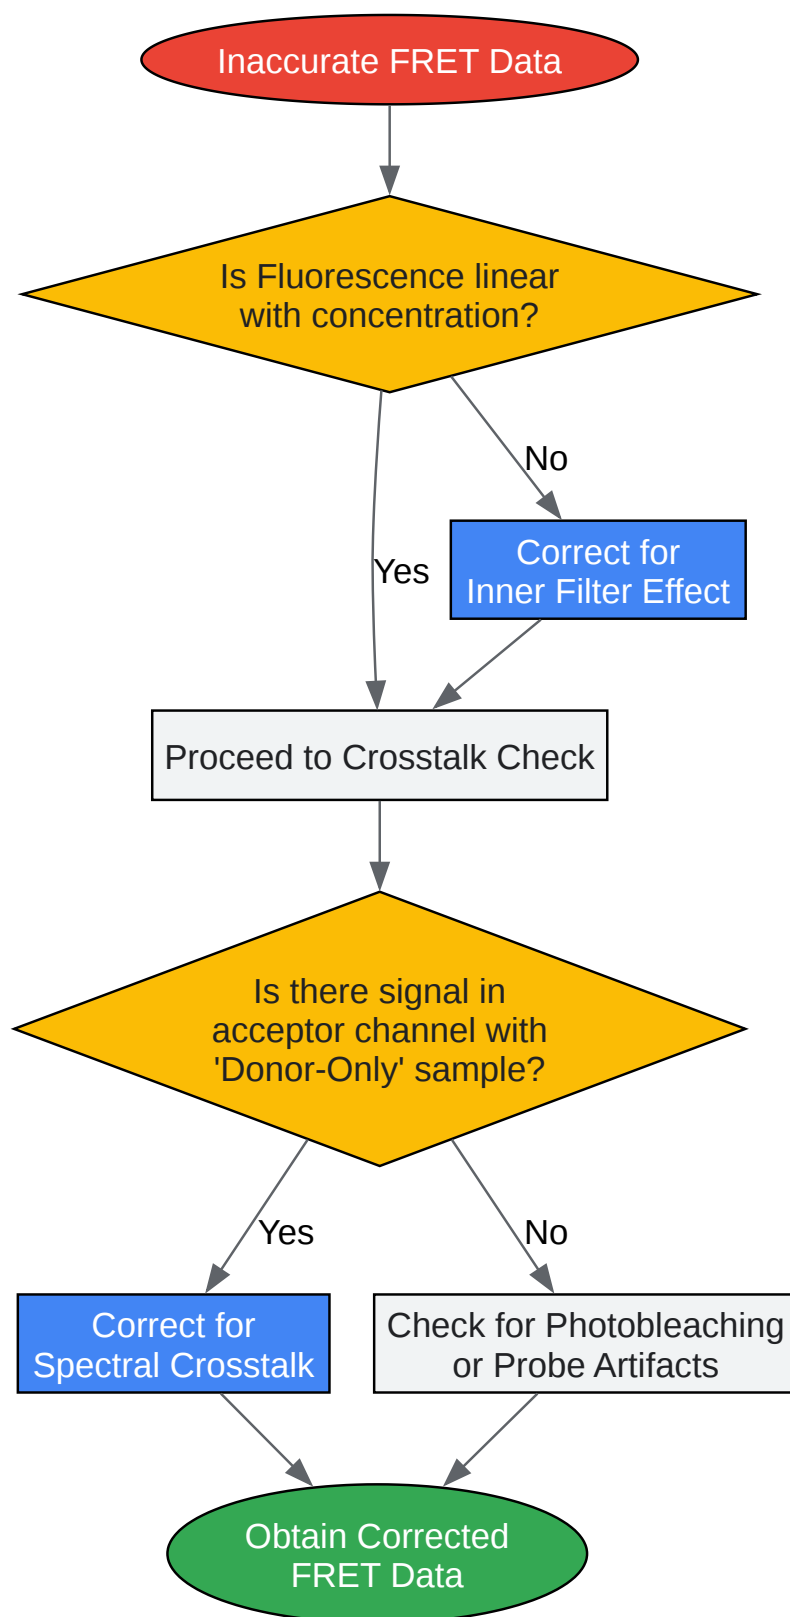 Inaccurate FRET Data
Is Fluorescence linear
with concentration?
No
Correct for
Inner Filter Effect
Yes
Proceed to Crosstalk Check
Is there signal in
acceptor channel with
'Donor-Only' sample?
Yes
No
Correct for
Spectral Crosstalk
Check for Photobleaching
or Probe Artifacts
Obtain Corrected
FRET Data